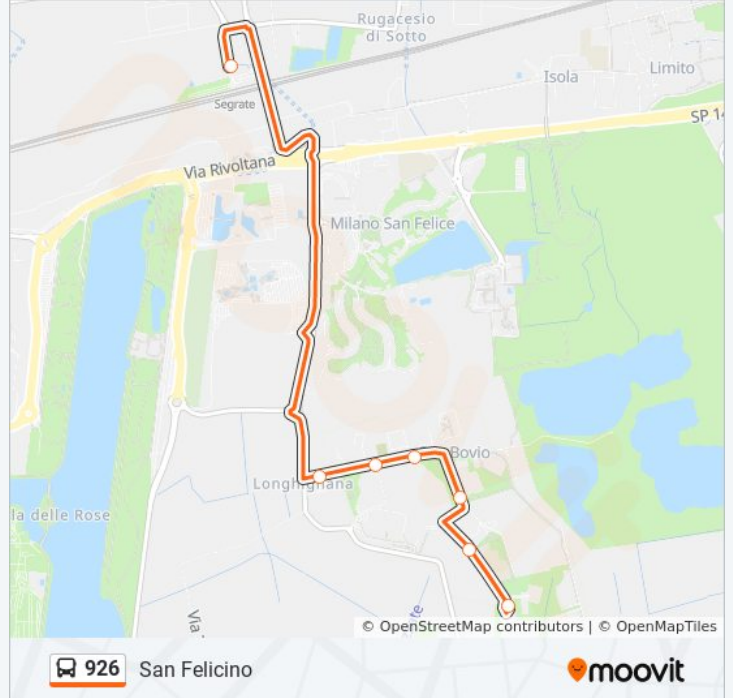 Rugacesio
di Sotto
Isola
Limito
Segrate
SP 14
Via Rivoltana
Milano San Felice
Bovio
Longhignana
la delle Rose
Via
© OpenStreetMap contributors | © OpenMapTiles
926 San Felicino
moovit